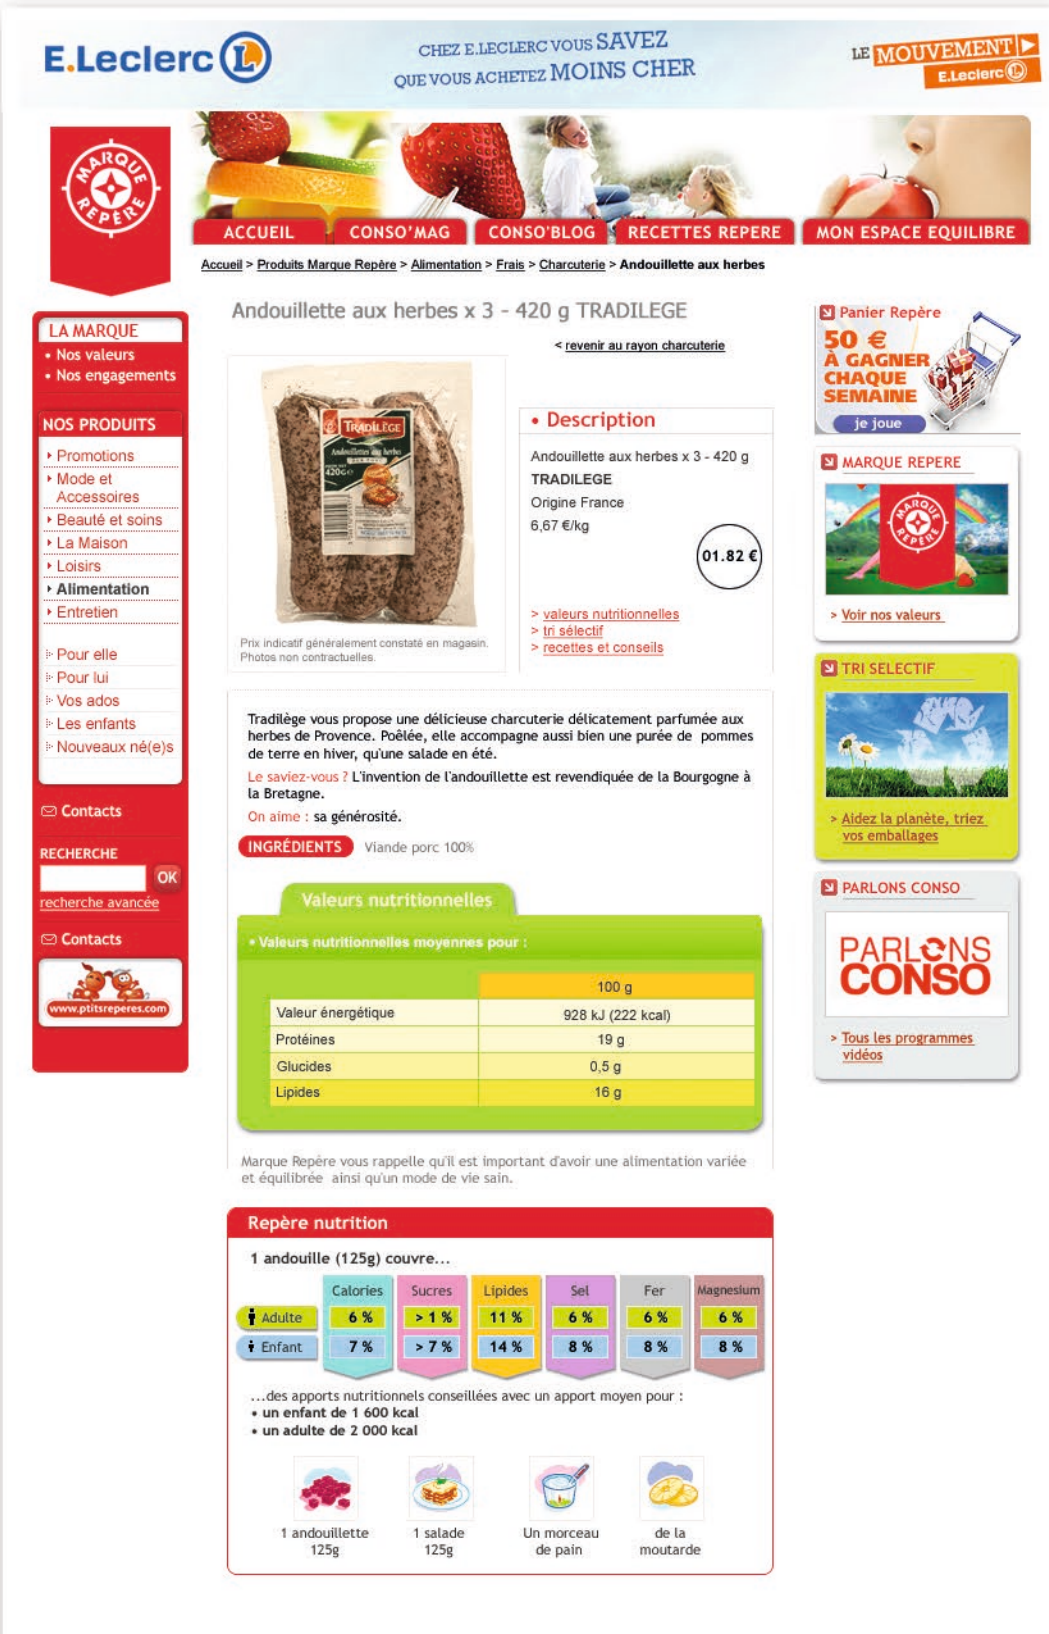 E.Leclerc L
CHEZ E.LECLERC VOUS SAVEZ
QUE VOUS ACHETEZ MOINS CHER
LE MOUVEMENT
E.Leclerc L
MARQUE REPÈRE
ACCUEIL
CONSO'MAG
CONSO'BLOG
RECETTES REPERE
MON ESPACE EQUILIBRE
Accueil > Produits Marque Repère > Alimentation > Frais > Charcuterie > Andouillette aux herbes
LA MARQUE
• Nos valeurs
• Nos engagements
NOS PRODUITS
Promotions
Mode et
Accessoires
Beauté et soins
La Maison
Loisirs
Alimentation
Entretien
Pour elle
Pour lui
Vos ados
Les enfants
Nouveaux né(e)s
Contacts
RECHERCHE
OK
recherche avancée
Contacts
www.ptitsreperes.com
Andouillette aux herbes x 3 - 420 g TRADILEGE
< revenir au rayon charcuterie
TRADILÈGE
Andouillettes aux herbes
420G
Prix indicatif généralement constaté en magasin.
Photos non contractuelles.
• Description
Andouillette aux herbes x 3 - 420 g
TRADILEGE
Origine France
6,67 €/kg
01.82 €
> valeurs nutritionnelles
> tri sélectif
> recettes et conseils
Tradilège vous propose une délicieuse charcuterie délicatement parfumée aux
herbes de Provence. Poêlée, elle accompagne aussi bien une purée de pommes
de terre en hiver, qu'une salade en été.
Le saviez-vous ? L'invention de l'andouillette est revendiquée de la Bourgogne à
la Bretagne.
On aime : sa générosité.
INGRÉDIENTS Viande porc 100%
Valeurs nutritionnelles
• Valeurs nutritionnelles moyennes pour :
100 g
Valeur énergétique 928 kJ (222 kcal)
Protéines 19 g
Glucides 0,5 g
Lipides 16 g
Marque Repère vous rappelle qu'il est important d'avoir une alimentation variée
et équilibrée ainsi qu'un mode de vie sain.
Repère nutrition
1 andouille (125g) couvre...
Calories Sucres Lipides Sel Fer Magnesium
Adulte 6 % > 1 % 11 % 6 % 6 % 6 %
Enfant 7 % > 7 % 14 % 8 % 8 % 8 %
...des apports nutritionnels conseillées avec un apport moyen pour :
• un enfant de 1 600 kcal
• un adulte de 2 000 kcal
1 andouillette
125g
1 salade
125g
Un morceau
de pain
de la
moutarde
Panier Repère
50 €
À GAGNER
CHAQUE
SEMAINE
je joue
MARQUE REPERE
MARQUE REPÈRE
> Voir nos valeurs
TRI SELECTIF
> Aidez la planète, triez
vos emballages
PARLONS CONSO
PARLONS
CONSO
> Tous les programmes
vidéos